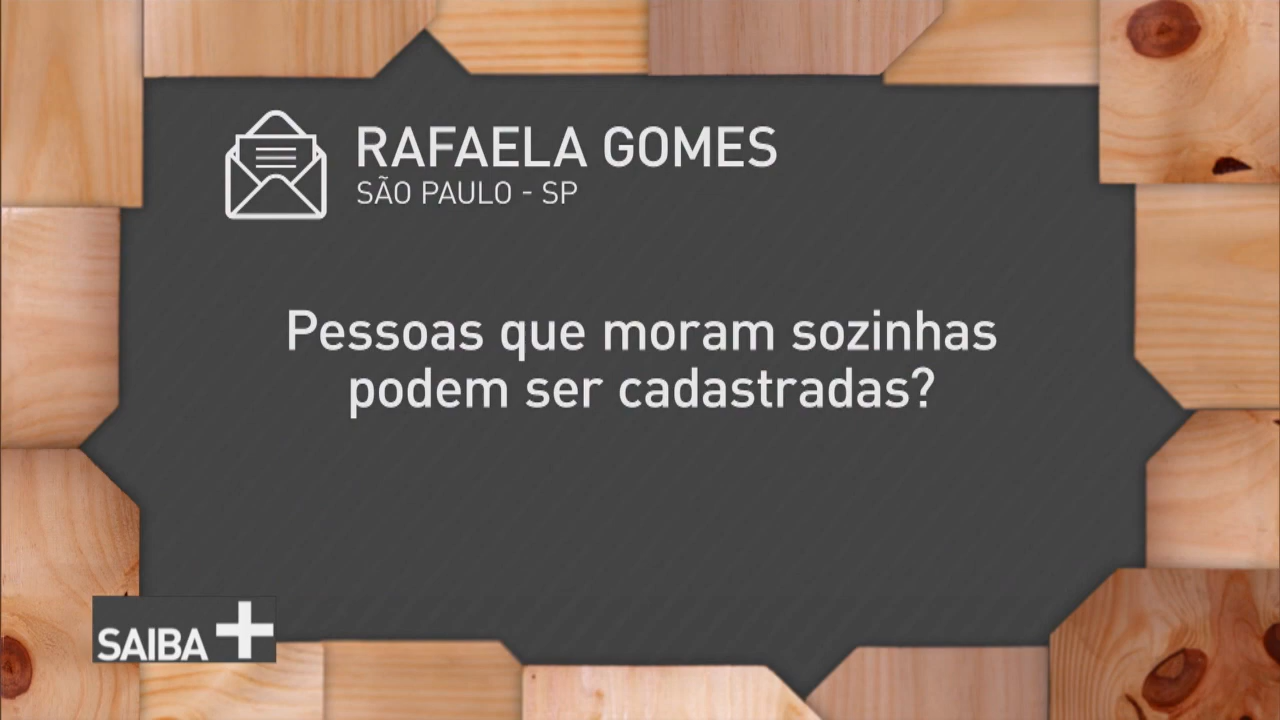 RAFAELA GOMES
SÃO PAULO - SP
Pessoas que moram sozinhas
podem ser cadastradas?
SAIBA+